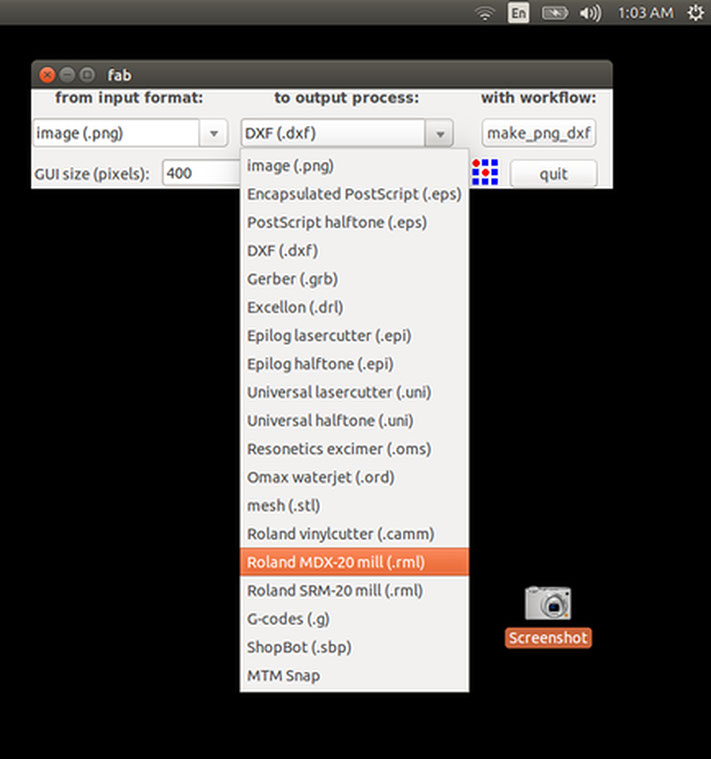 En 1:03 AM
fab
from input format: to output process: with workflow:
image (.png) DXF (.dxf) make_png_dxf
GUI size (pixels): 400 quit
image (.png)
Encapsulated PostScript (.eps)
PostScript halftone (.eps)
DXF (.dxf)
Gerber (.grb)
Excellon (.drl)
Epilog lasercutter (.epi)
Epilog halftone (.epi)
Universal lasercutter (.uni)
Universal halftone (.uni)
Resonetics excimer (.oms)
Omax waterjet (.ord)
mesh (.stl)
Roland vinylcutter (.camm)
Roland MDX-20 mill (.rml)
Roland SRM-20 mill (.rml)
G-codes (.g)
ShopBot (.sbp)
MTM Snap
Screenshot